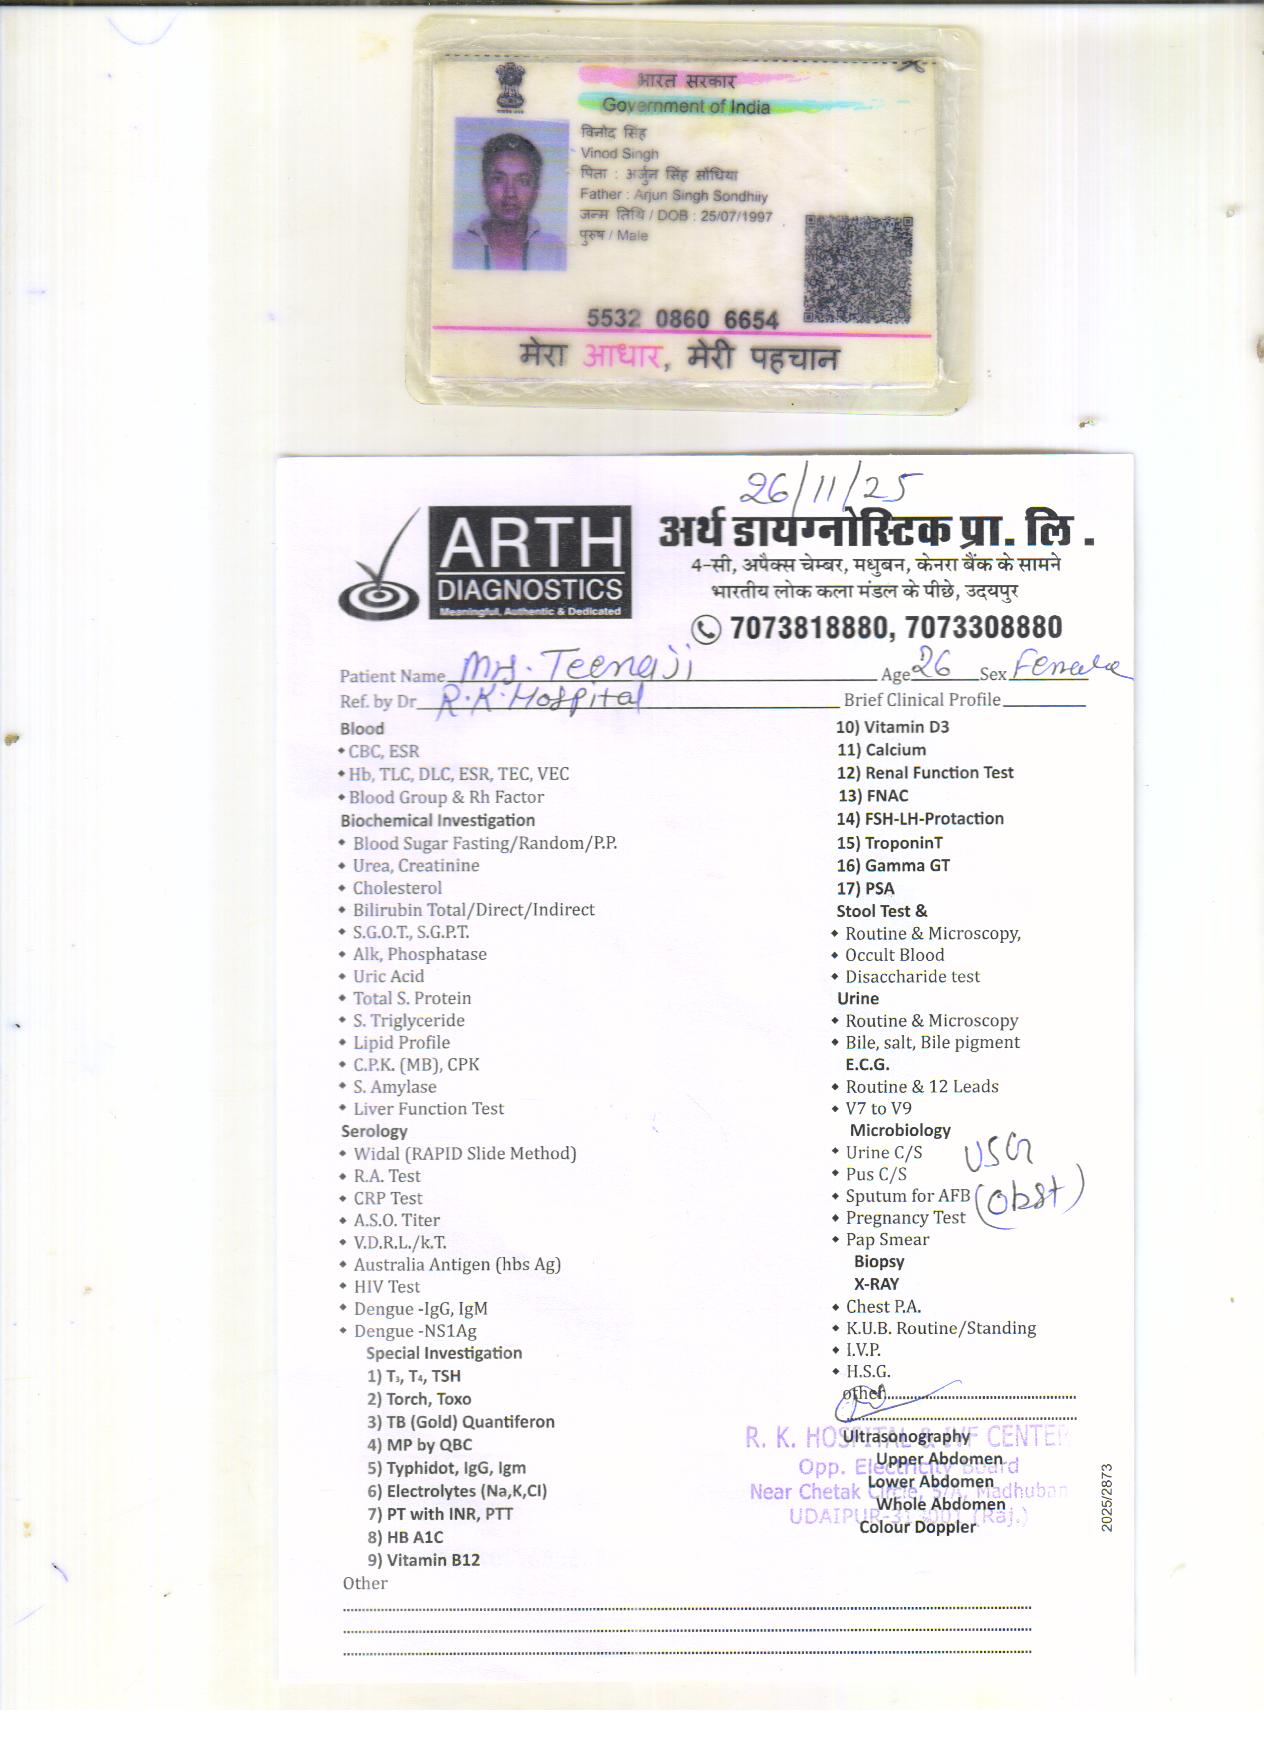 भारत सरकार
Government of India
विनोद सिंह
Vinod Singh
पिता : अर्जुन सिंह सोंधिया
Father : Arjun Singh Sondhiiy
जन्म तिथि / DOB : 25/07/1997
पुरुष / Male
5532 0860 6654
मेरा आधार, मेरी पहचान
26/11/25
ARTH
DIAGNOSTICS
Meaningful, Authentic & Dedicated
अर्थ डायग्नोस्टिक प्रा. लि .
4-सी, अपैक्स चेम्बर, मधुबन, केनरा बैंक के सामने
भारतीय लोक कला मंडल के पीछे, उदयपुर
7073818880, 7073308880
Patient Name Mrs. Teenaji Age 26 Sex Female
Ref. by Dr R.K. Hospital Brief Clinical Profile
Blood
CBC, ESR
Hb, TLC, DLC, ESR, TEC, VEC
Blood Group & Rh Factor
Biochemical Investigation
Blood Sugar Fasting/Random/P.P.
Urea, Creatinine
Cholesterol
Bilirubin Total/Direct/Indirect
S.G.O.T., S.G.P.T.
Alk, Phosphatase
Uric Acid
Total S. Protein
S. Triglyceride
Lipid Profile
C.P.K. (MB), CPK
S. Amylase
Liver Function Test
Serology
Widal (RAPID Slide Method)
R.A. Test
CRP Test
A.S.O. Titer
V.D.R.L./k.T.
Australia Antigen (hbs Ag)
HIV Test
Dengue -IgG, IgM
Dengue -NS1Ag
Special Investigation
1) T3, T4, TSH
2) Torch, Toxo
3) TB (Gold) Quantiferon
4) MP by QBC
5) Typhidot, IgG, Igm
6) Electrolytes (Na,K,Cl)
7) PT with INR, PTT
8) HB A1C
9) Vitamin B12
Other
10) Vitamin D3
11) Calcium
12) Renal Function Test
13) FNAC
14) FSH-LH-Protaction
15) TroponinT
16) Gamma GT
17) PSA
Stool Test &
Routine & Microscopy,
Occult Blood
Disaccharide test
Urine
Routine & Microscopy
Bile, salt, Bile pigment
E.C.G.
Routine & 12 Leads
V7 to V9
Microbiology
Urine C/S
Pus C/S
Sputum for AFB
Pregnancy Test
Pap Smear
USG
(Obst)
Biopsy
X-RAY
Chest P.A.
K.U.B. Routine/Standing
I.V.P.
H.S.G.
other
Ultrasonography
Upper Abdomen
Lower Abdomen
Whole Abdomen
Colour Doppler
R. K. HOSPITAL & IVF CENTER
Opp. Electricity Board
Near Chetak Circle, 5/A, Madhuban
UDAIPUR-313001 (Raj.)
2025/2873